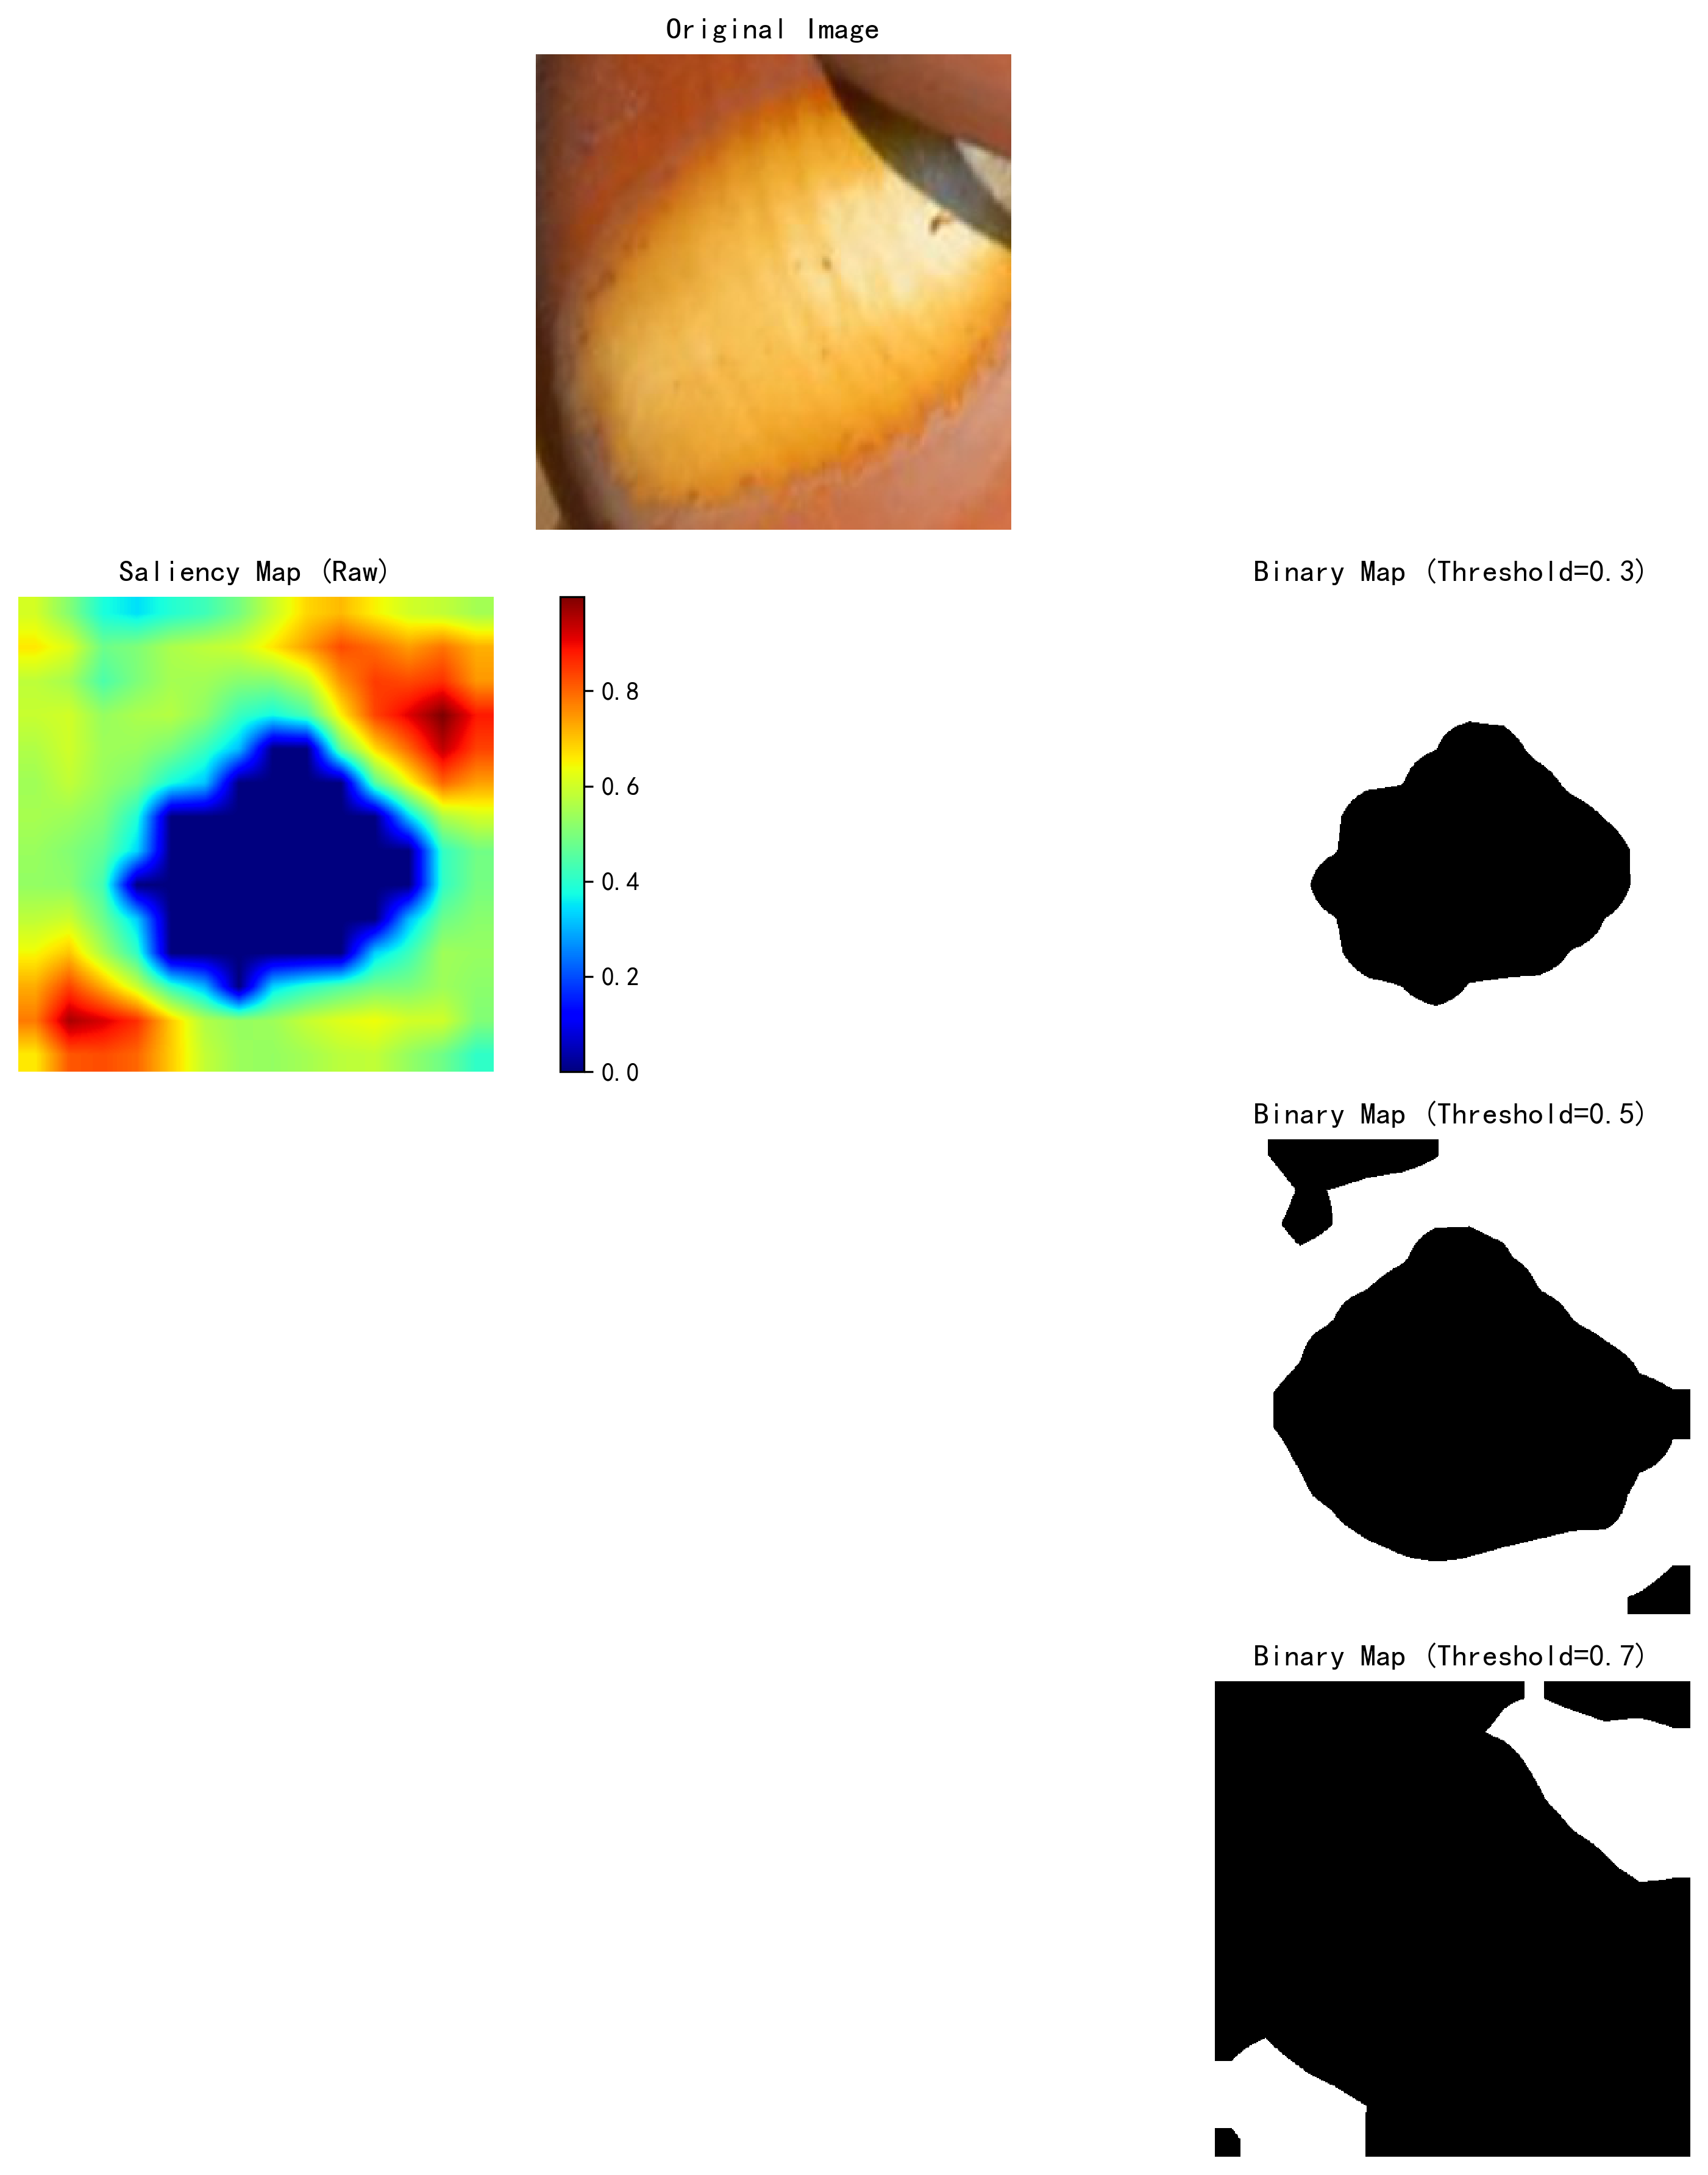 Original Image
Saliency Map (Raw)
Binary Map (Threshold=0.3)
0.8
0.6
0.4
0.2
0.0
Binary Map (Threshold=0.5)
Binary Map (Threshold=0.7)